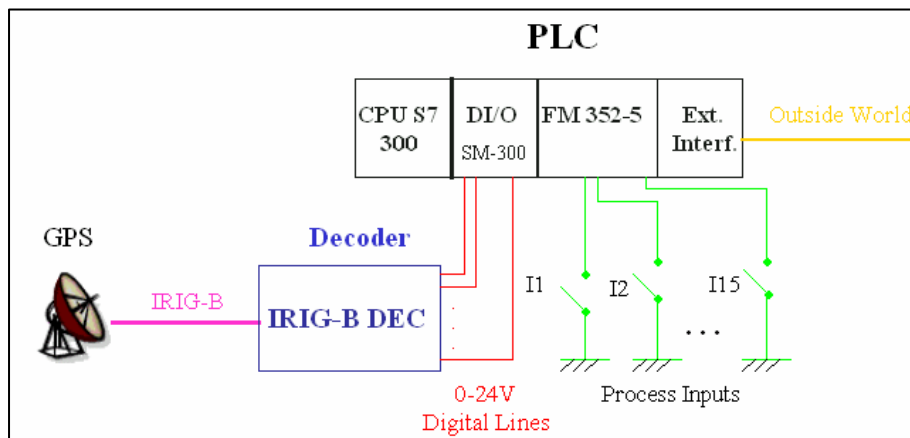 PLC
CPU S7
300
DI/O
SM-300
FM 352-5
Ext.
Interf.
Outside World
GPS
Decoder
IRIG-B
IRIG-B DEC
I1
I2
I15
...
0-24V
Digital Lines
Process Inputs